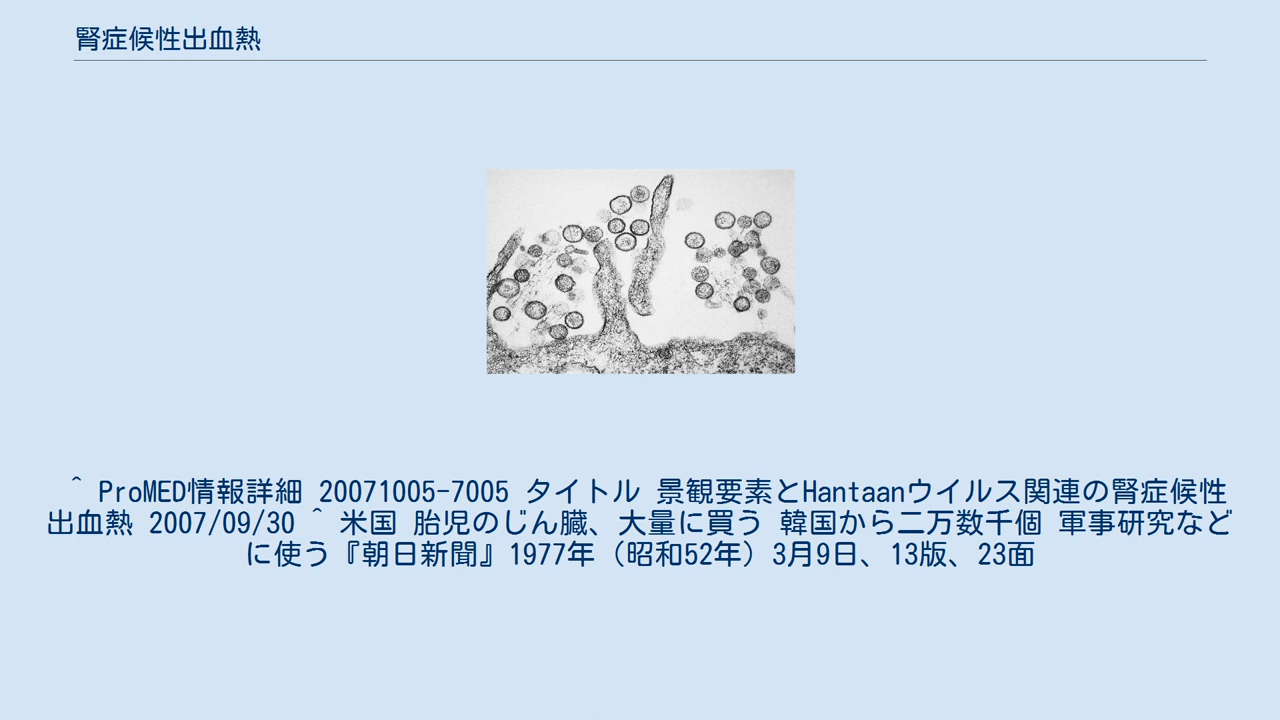 腎症候性出血熱
^ ProMED情報詳細 20071005-7005 タイトル 景観要素とHantaanウイルス関連の腎症候性
出血熱 2007/09/30 ^ 米国 胎児のじん臓、大量に買う 韓国から二万数千個 軍事研究など
に使う『朝日新聞』1977年（昭和52年）3月9日、13版、23面